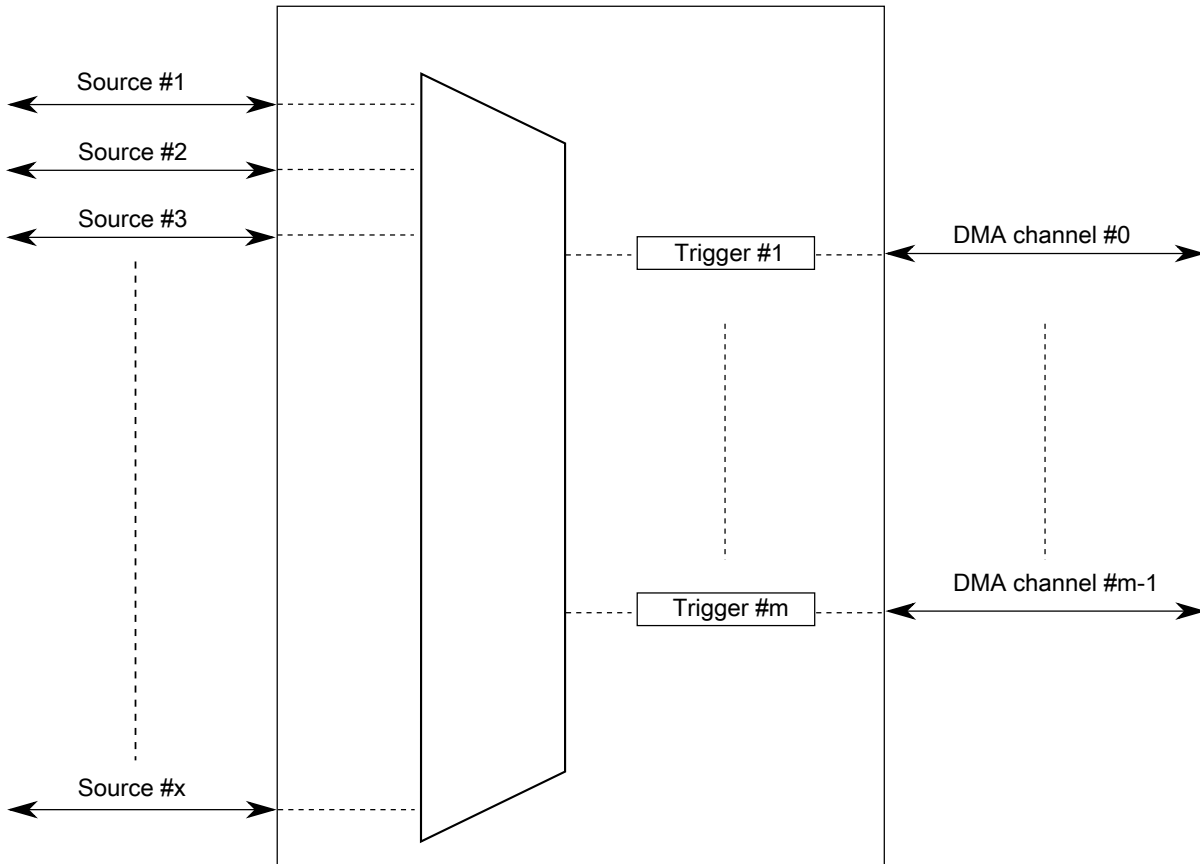 Source #1
Source #2
Source #3
Trigger #1
DMA channel #0
Trigger #m
DMA channel #m-1
Source #x